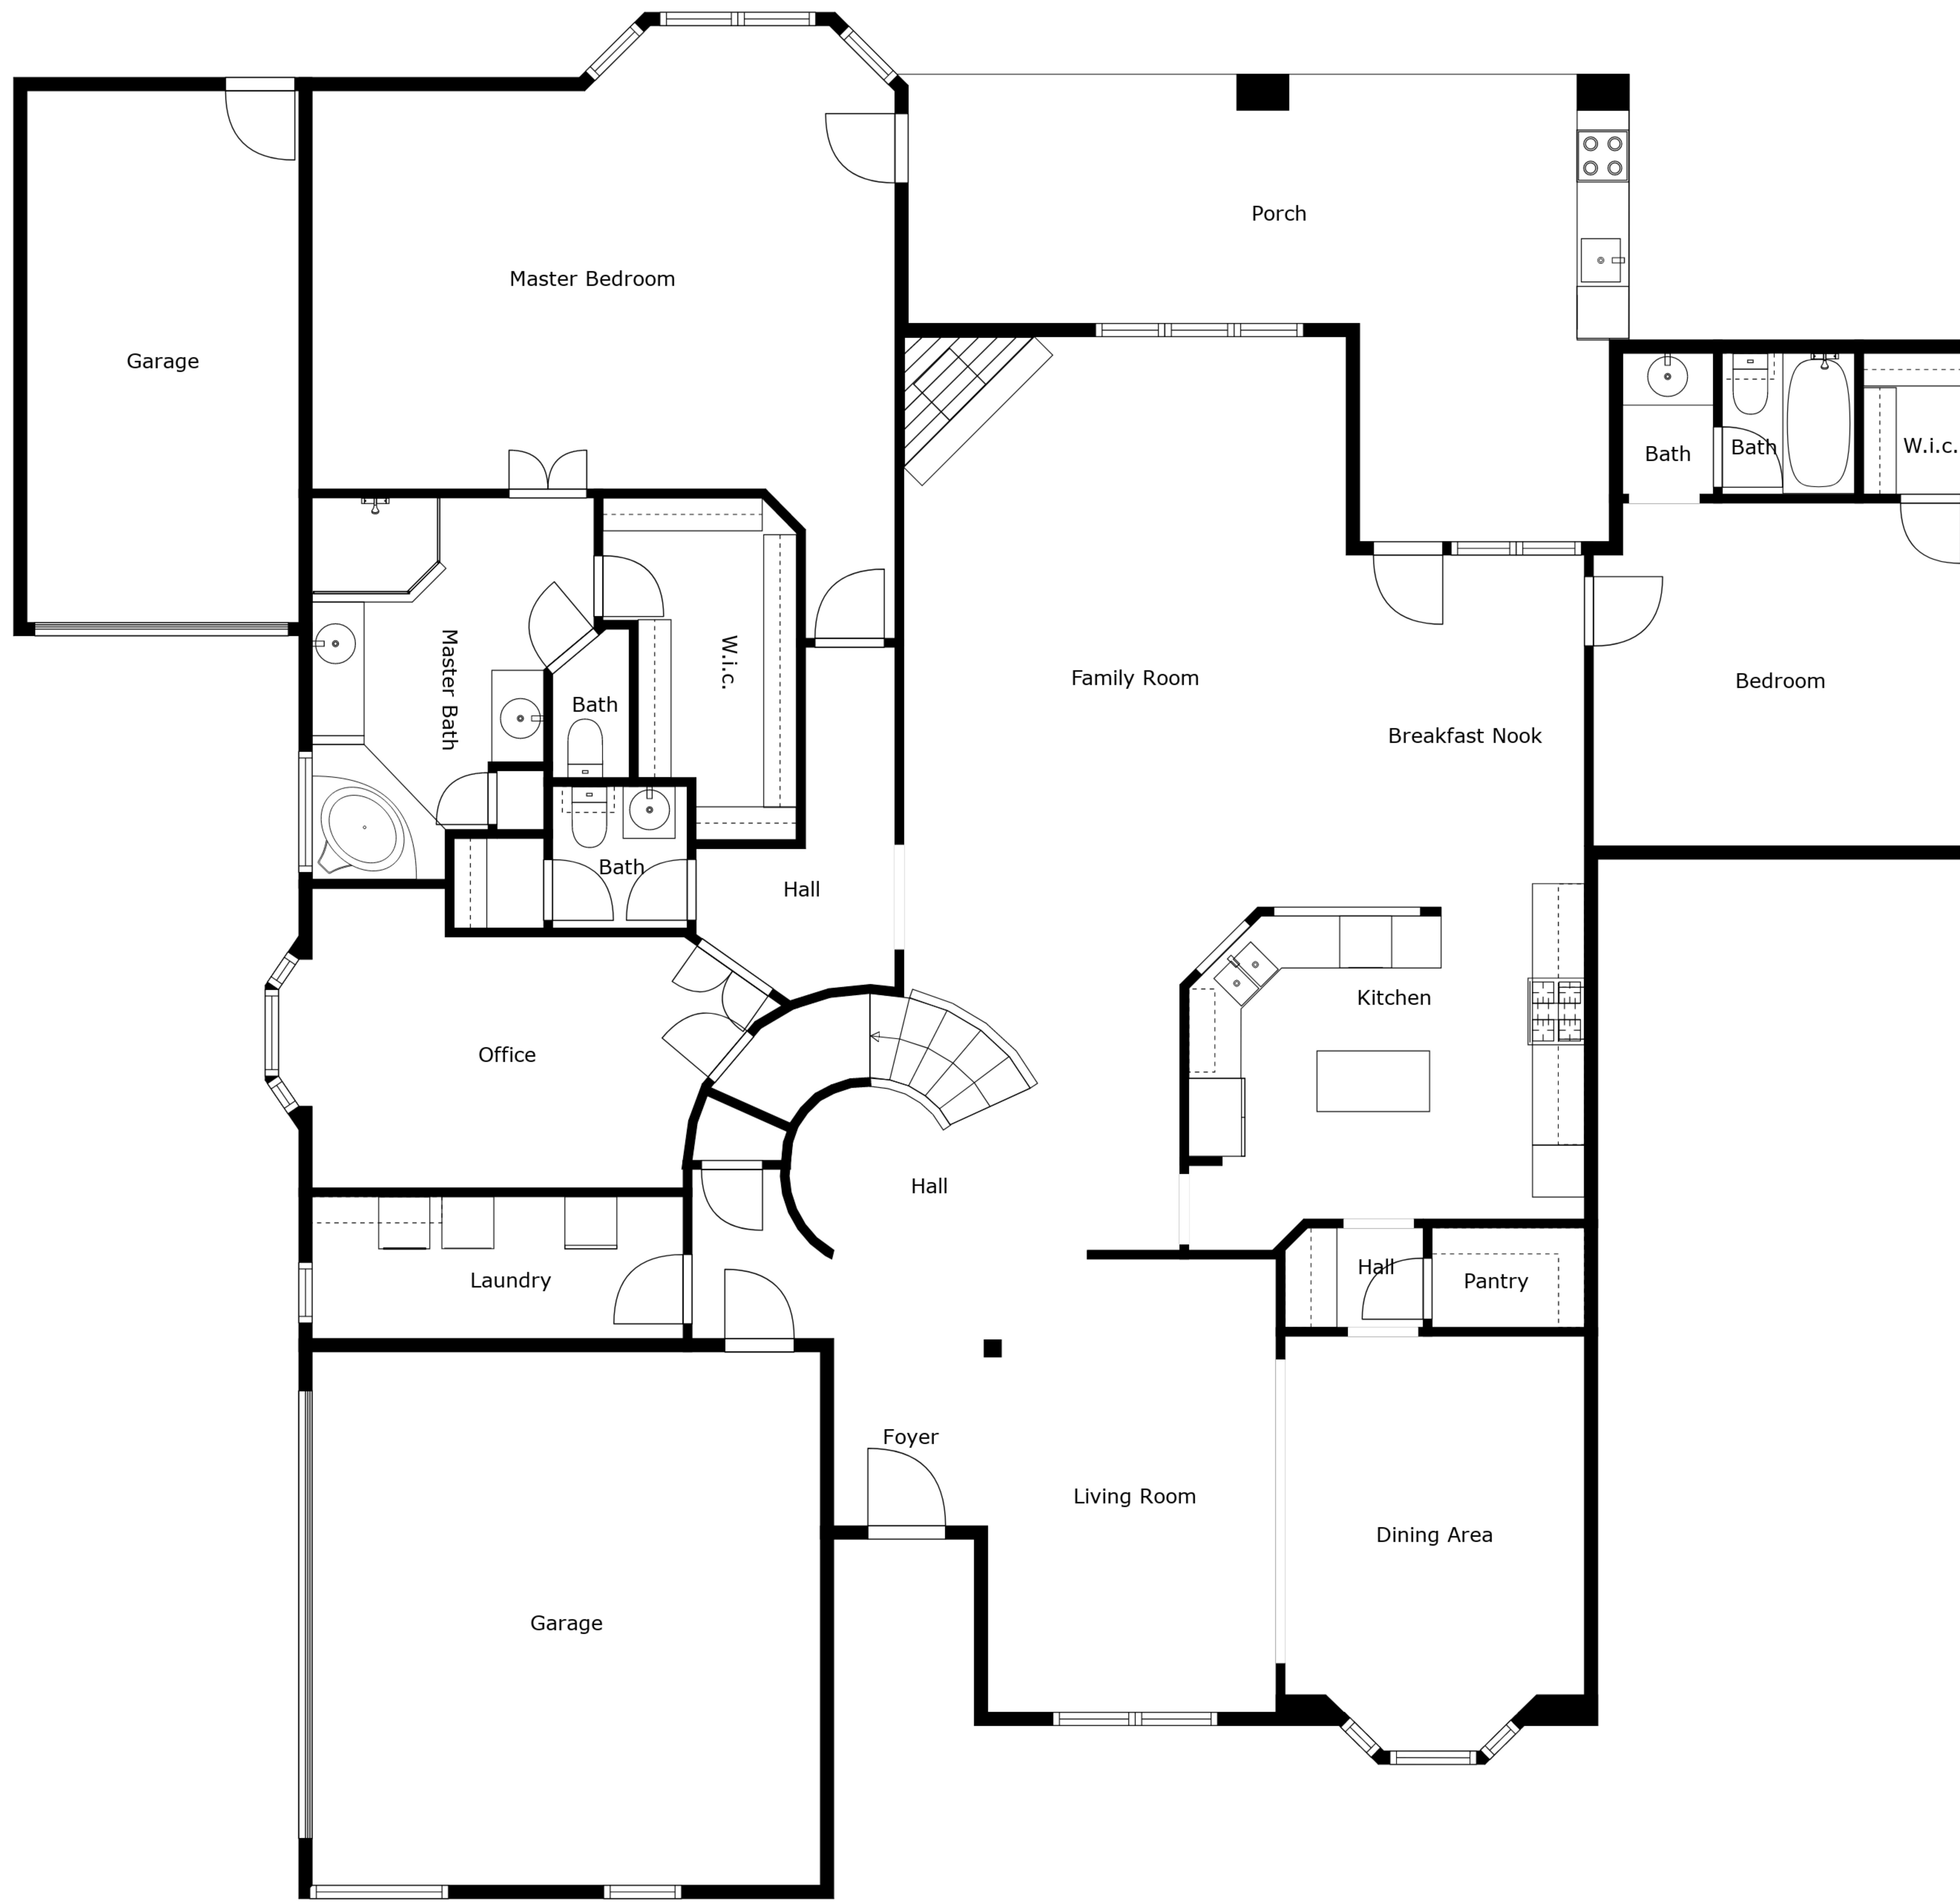 Porch
Master Bedroom
Garage
Bath
Bath
W.i.c.
Master Bath
W.i.c.
Family Room
Bedroom
Bath
Breakfast Nook
Bath
Hall
Kitchen
Office
Hall
Laundry
Hall
Pantry
Foyer
Living Room
Dining Area
Garage